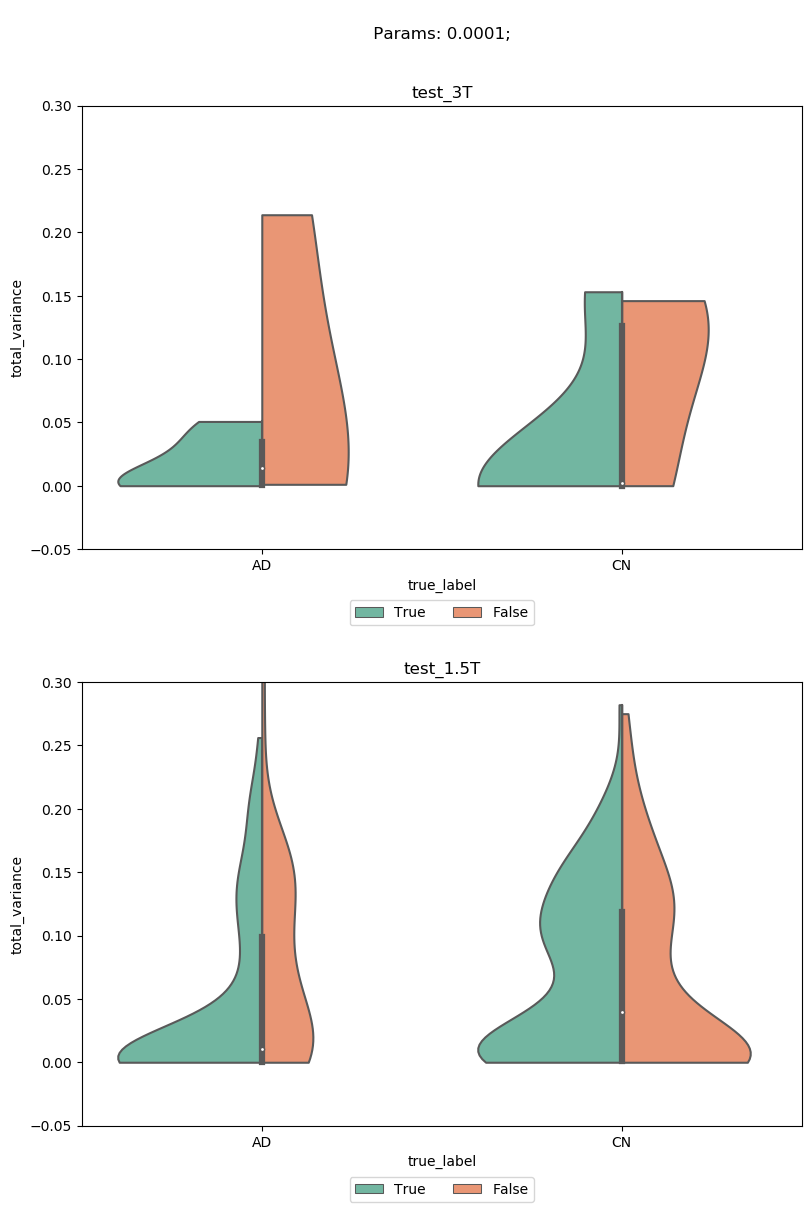 Params: 0.0001;
test_3T
0.30
0.25
0.20
0.15
0.10
0.05
0.00
−0.05
total_variance
AD CN
true_label
True False
test_1.5T
0.30
0.25
0.20
0.15
0.10
0.05
0.00
−0.05
total_variance
AD CN
true_label
True False